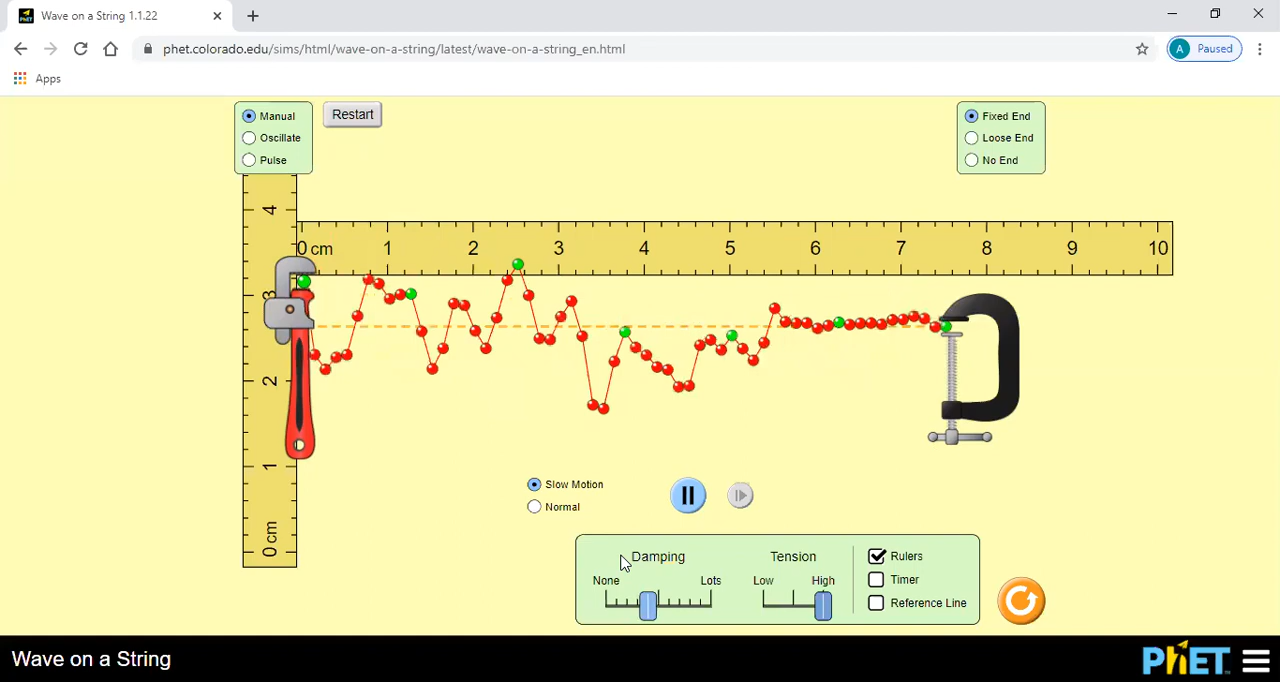 Wave on a String 1.1.22
phet.colorado.edu/sims/html/wave-on-a-string/latest/wave-on-a-string_en.html
A Paused
Apps
Manual
Oscillate
Pulse
Restart
Fixed End
Loose End
No End
4
3
2
1
0 cm
0 cm 1 2 3 4 5 6 7 8 9 10
Slow Motion
Normal
Damping
None Lots
Tension
Low High
Rulers
Timer
Reference Line
Wave on a String
PhET